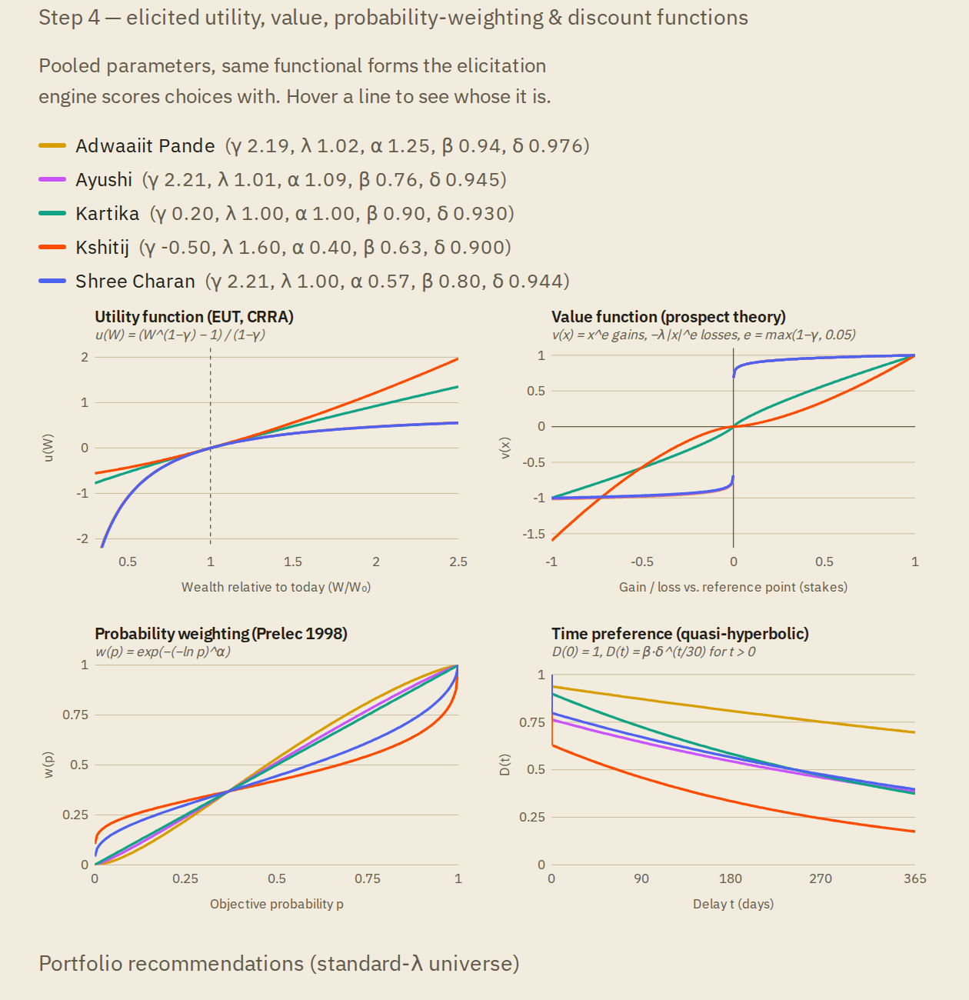 Step 4 — elicited utility, value, probability-weighting & discount functions
Pooled parameters, same functional forms the elicitation
engine scores choices with. Hover a line to see whose it is.
Adwaaiit Pande (γ 2.19, λ 1.02, α 1.25, β 0.94, δ 0.976)
Ayushi (γ 2.21, λ 1.01, α 1.09, β 0.76, δ 0.945)
Kartika (γ 0.20, λ 1.00, α 1.00, β 0.90, δ 0.930)
Kshitij (γ -0.50, λ 1.60, α 0.40, β 0.63, δ 0.900)
Shree Charan (γ 2.21, λ 1.00, α 0.57, β 0.80, δ 0.944)
Utility function (EUT, CRRA)
u(W) = (W^(1−γ) − 1) / (1−γ)
2
1
0
-1
-2
u(W)
0.5 1 1.5 2 2.5
Wealth relative to today (W/W₀)
Value function (prospect theory)
v(x) = x^e gains, −λ|x|^e losses, e = max(1−γ, 0.05)
1
0.5
0
-0.5
-1
-1.5
v(x)
-1 -0.5 0 0.5 1
Gain / loss vs. reference point (stakes)
Probability weighting (Prelec 1998)
w(p) = exp(−(−ln p)^α)
1
0.75
0.5
0.25
0
w(p)
0 0.25 0.5 0.75 1
Objective probability p
Time preference (quasi-hyperbolic)
D(0) = 1, D(t) = β·δ^(t/30) for t > 0
1
0.75
0.5
0.25
0
D(t)
0 90 180 270 365
Delay t (days)
Portfolio recommendations (standard-λ universe)